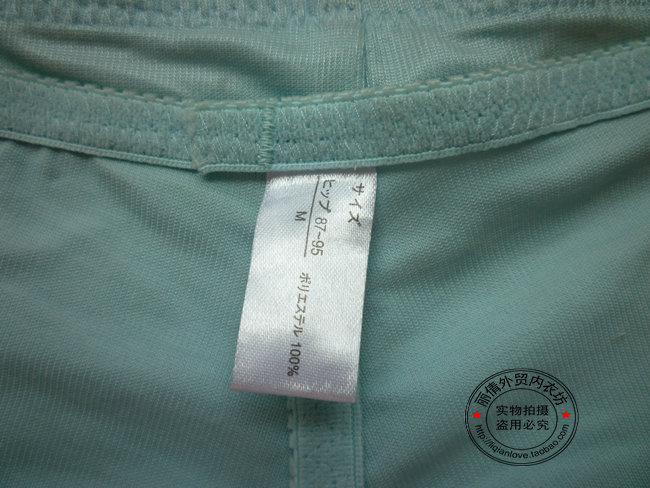 サイズ
ヒップ 87~95
M
ポリエステル 100%
丽倩外贸内衣坊
实物拍摄
盗用必究
http://liqianlove.taobao.com